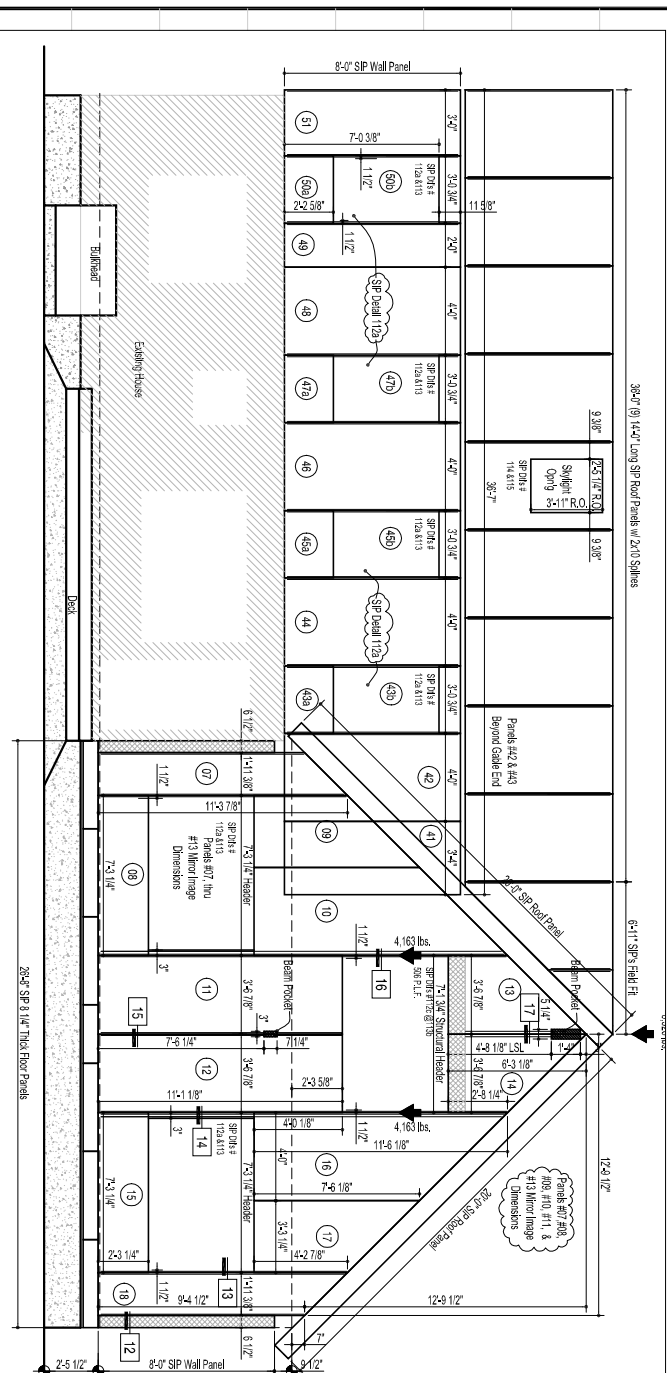 36'-0" (9) 14'-0" Long SIP Roof Panels w/ 2x10 Splines
6'-11" SIP's Field Fit
9 3/8"
2'-5 1/4" R.O.
9 3/8"
Skylight
Opn'g
3'-11" R.O.
SIP Dtl's #
114 &115
36'-7"
Panels #42 & #43
Beyond Gable End
8'-0" SIP Wall Panel
3'-0"
3'-0 3/4"
2'-0"
4'-0"
3'-0 3/4"
4'-0"
3'-0 3/4"
4'-0"
3'-0 3/4"
4'-0"
3'-4"
11 5/8"
7'-0 3/8"
1 1/2"
2'-2 5/8"
1 1/2"
SIP Dtl's #
112a &113
SIP Dtl's #
112a &113
SIP Dtl's #
112a &113
SIP Dtl's #
112a &113
51
50a
50b
49
48
47a
47b
46
45a
45b
44
43a
43b
42
41
SIP Detail 112a
SIP Detail 112a
Bulkhead
Existing House
Deck
20'-0" SIP Roof Panel
Beam Pocket
17
5 1/4"
4'-8 1/8" LSL
1'-4"
6'-3 1/8"
13
14
3'-6 7/8"
3'-6 7/8"
2'-8 1/4"
7'-1 3/4" Structural Header
SIP Dtl's #112c @113b
506 P.L.F.
12'-9 1/2"
12'-9 1/2"
20'-0" SIP Roof Panel
Panels #07,#08,
#09, #10, #11, &
#13 Mirror Image
Dimensions
4,163 lbs.
4,163 lbs.
1 1/2"
16
1 1/2"
6 1/2"
1'-11 3/8"
07
1 1/2"
11'-3 7/8"
09
10
SIP Dtl's #
112a &113
Panels #07, thru
#13 Mirror Image
Dimensions
7'-3 1/4" Header
08
7'-3 1/4"
3"
11
3'-6 7/8"
3"
Beam Pocket
15
7'-6 1/4"
7 1/4"
12
3'-6 7/8"
2'-3 5/8"
11'-1 1/8"
14
3"
4'-0 1/8"
11'-6 1/8"
SIP Dtl's #
112a &113
7'-3 1/4" Header
4'-0"
16
7'-6 1/8"
15
7'-3 1/4"
3'-3 1/4"
17
4'-2 7/8"
2'-3 1/4"
13
1 1/2"
1'-11 3/8"
9'-4 1/2"
18
12
6 1/2"
7"
26'-8" SIP 8 1/4" Thick Floor Panels
2'-5 1/2"
8'-0" SIP Wall Panel
9 1/2"